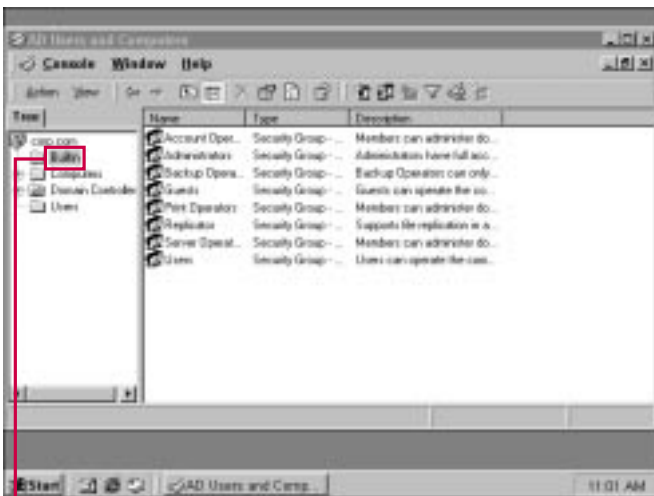 AD Users and Computers
Console Window Help
Action View
Tree
Name Type Description
Builtin
Computers
Domain Controller
Users
Account Oper... Security Group - ... Members can administer do...
Administrators Security Group - ... Administrators have full acc...
Backup Opera... Security Group - ... Backup Operators can only...
Guests Security Group - ... Guests can operate the co...
Print Operators Security Group - ... Members can administer do...
Replicator Security Group - ... Supports file replication in a...
Server Operat... Security Group - ... Members can administer do...
Users Security Group - ... Users can operate the com...
Start AD Users and Comp... 11:01 AM